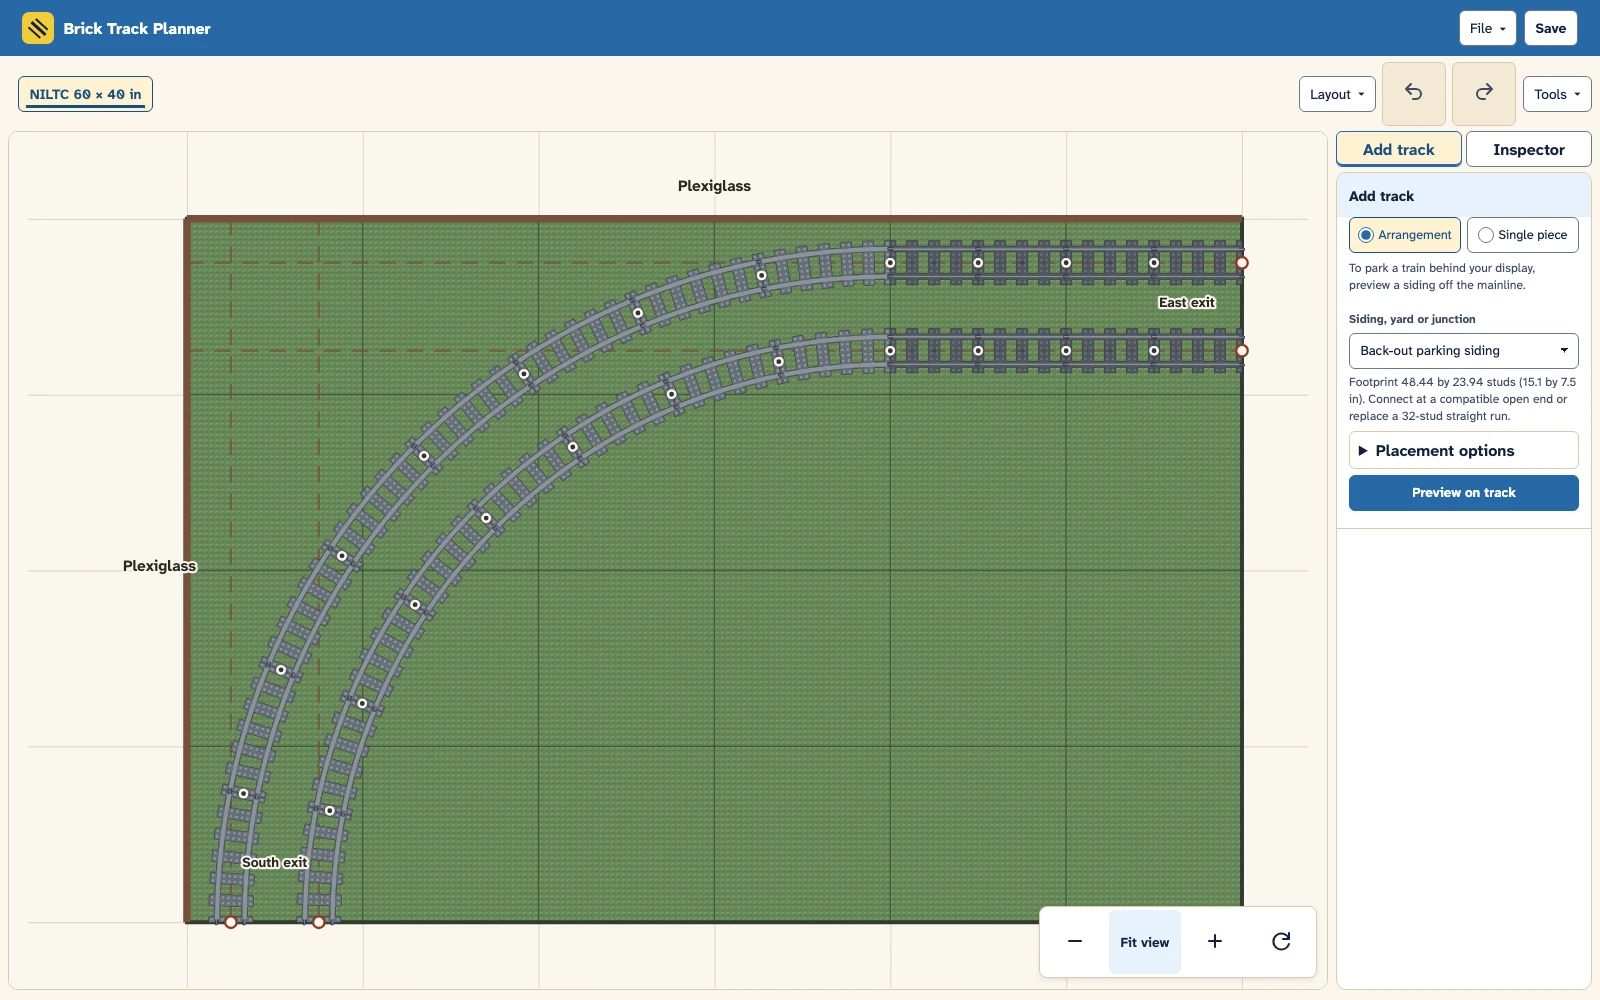 Brick Track Planner
File
Save
NILTC 60 × 40 in
Layout
Tools
Add track
Inspector
Plexiglass
Add track
Arrangement
Single piece
To park a train behind your display,
preview a siding off the mainline.
East exit
Siding, yard or junction
Back-out parking siding
Footprint 48.44 by 23.94 studs (15.1 by 7.5
in). Connect at a compatible open end or
replace a 32-stud straight run.
Placement options
Preview on track
Plexiglass
South exit
Fit view